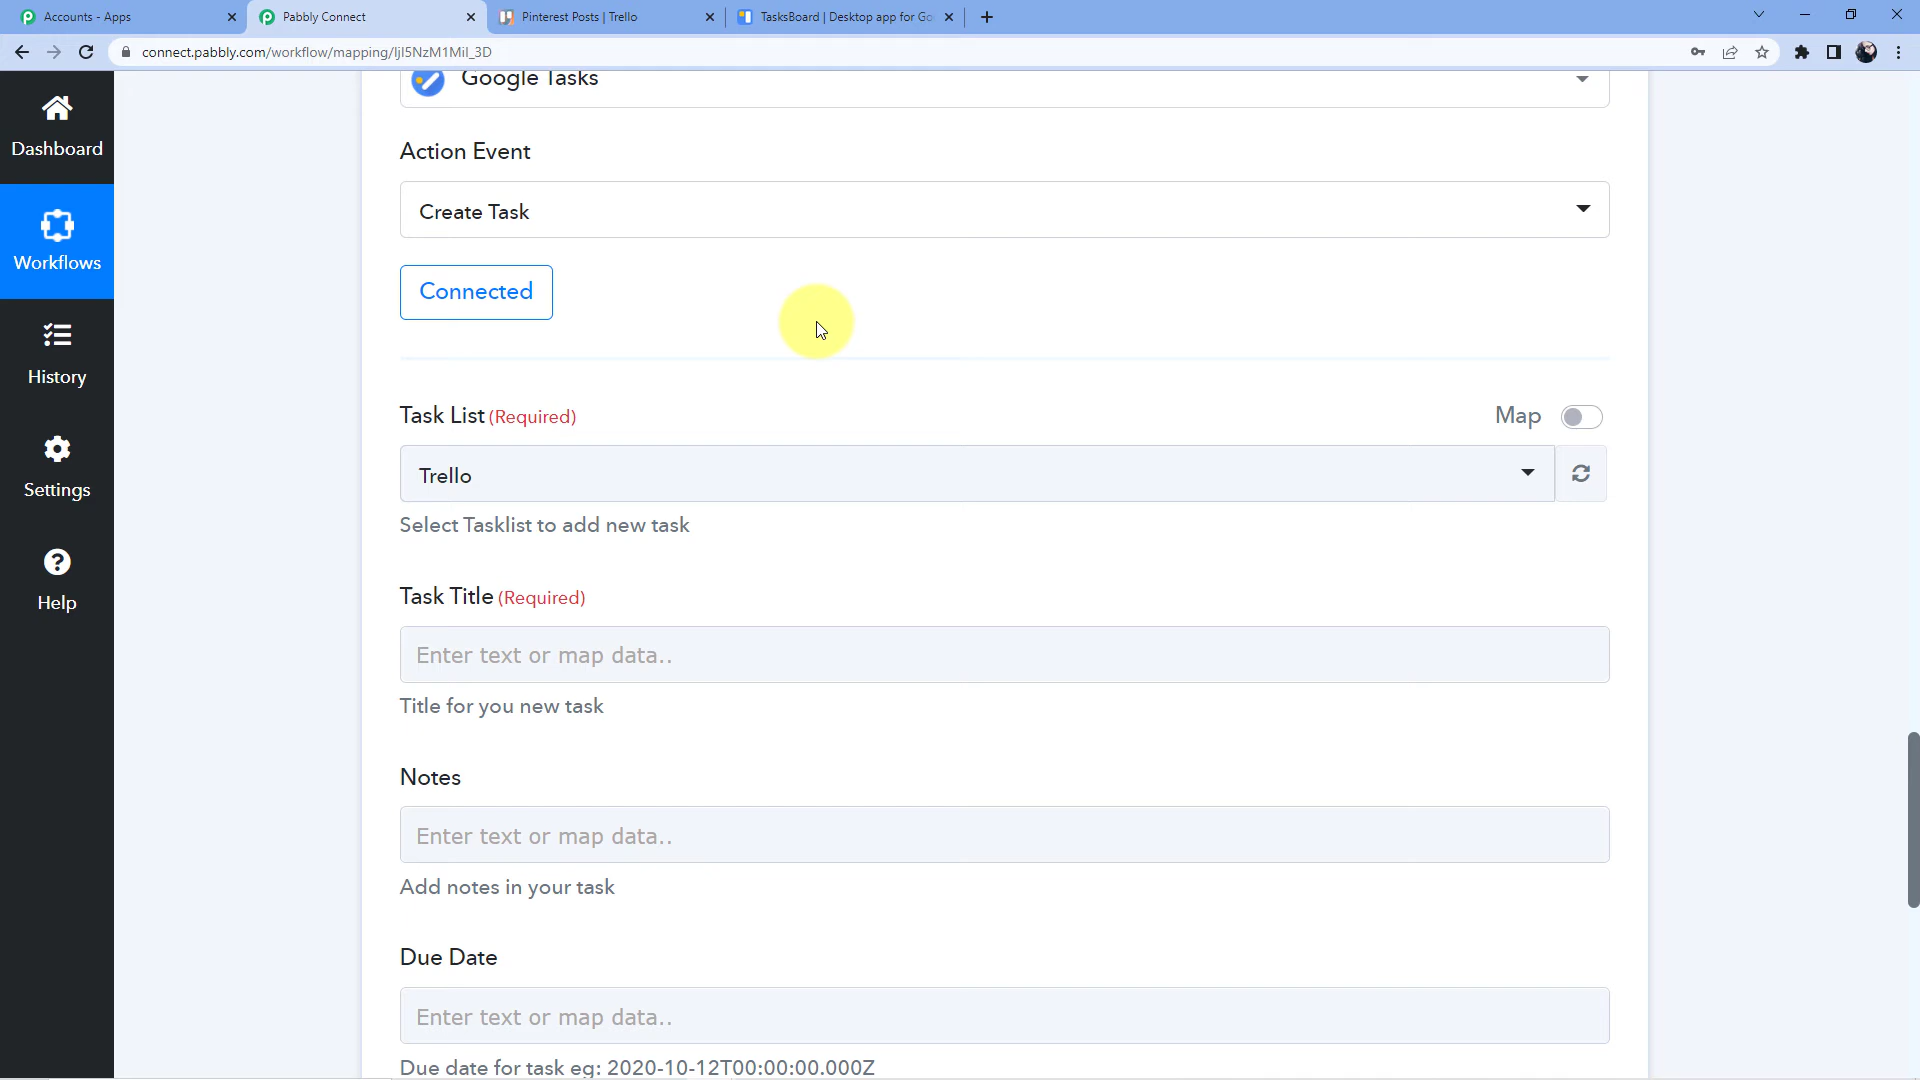 Accounts - Apps
Pabbly Connect
Pinterest Posts | Trello
TasksBoard | Desktop app for Go
connect.pabbly.com/workflow/mapping/IjI5NzM1MiI_3D
Google Tasks
Dashboard
Action Event
Create Task
Workflows
Connected
History
Task List (Required)
Map
Trello
Settings
Select Tasklist to add new task
Task Title (Required)
Help
Enter text or map data..
Title for you new task
Notes
Enter text or map data..
Add notes in your task
Due Date
Enter text or map data..
Due date for task eg: 2020-10-12T00:00:00.000Z